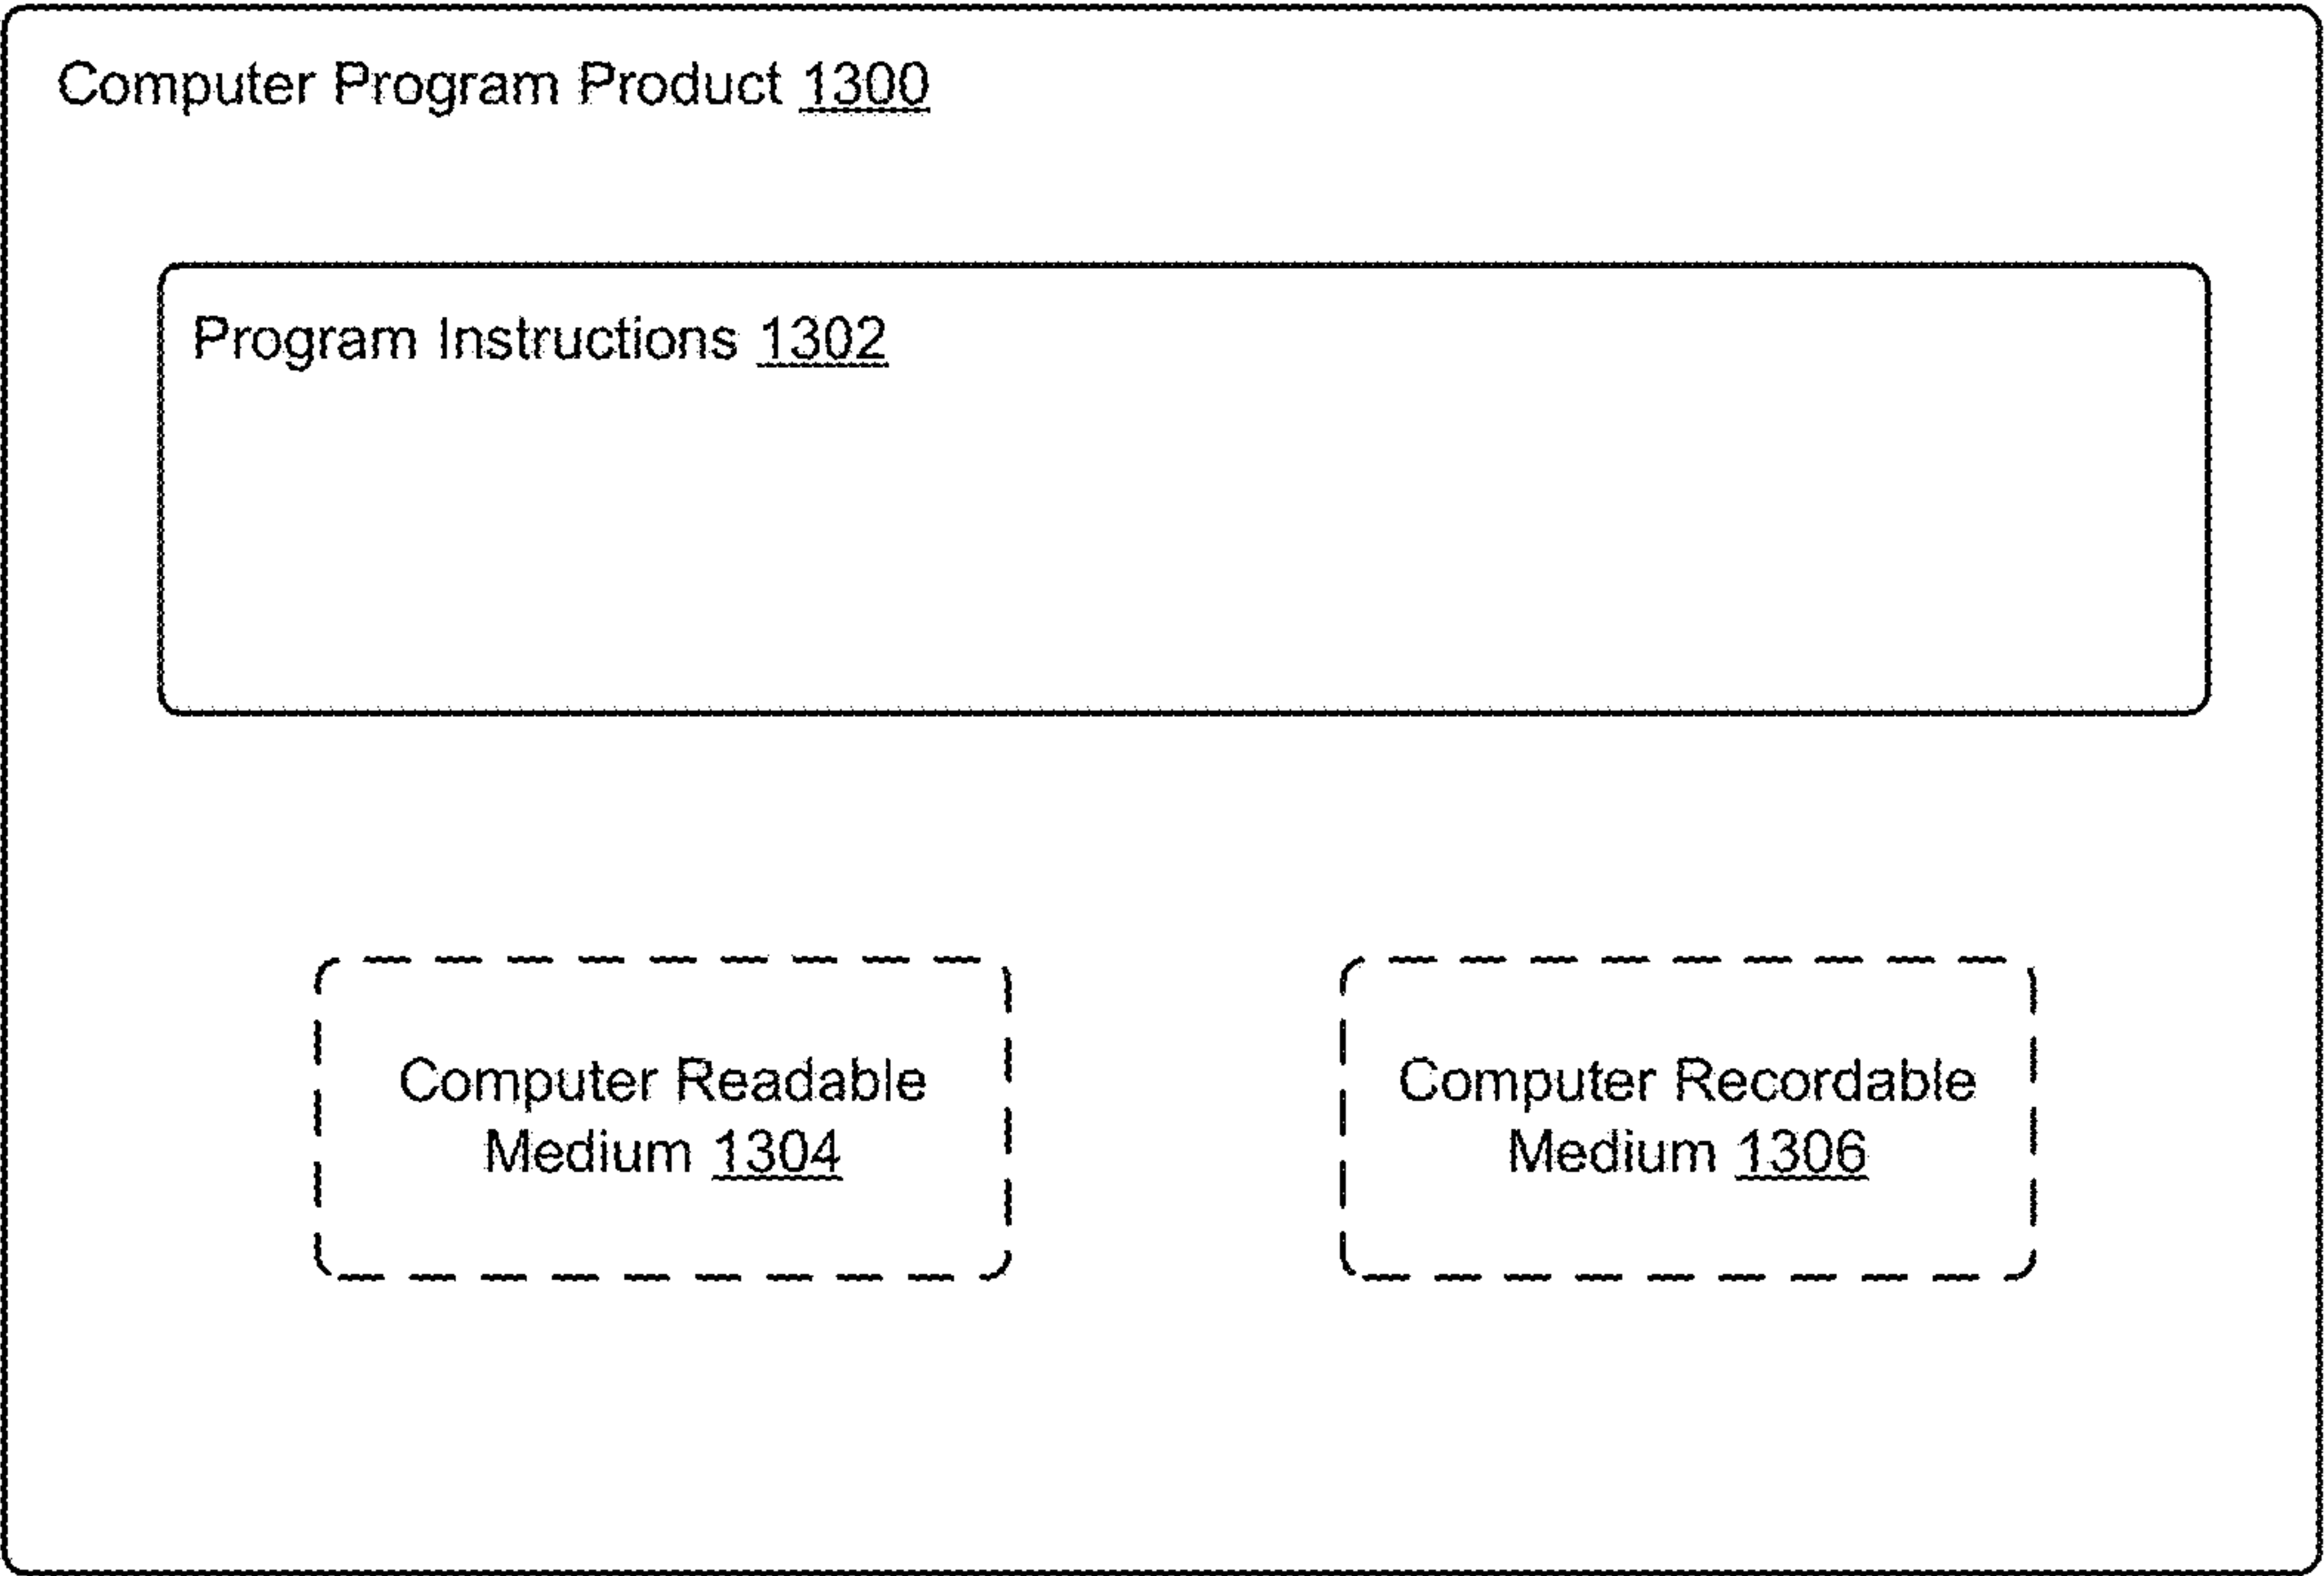 Computer Program Product 1300
Program Instructions 1302
Computer Readable
Medium 1304
Computer Recordable
Medium 1306